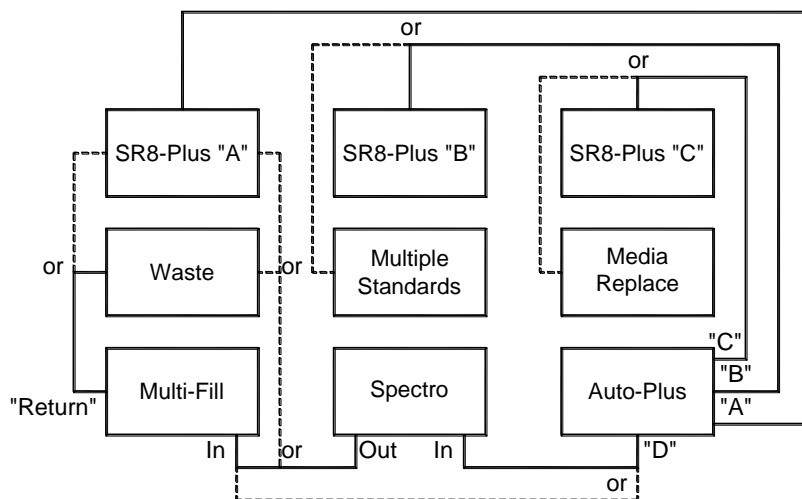 or
or
SR8-Plus "A"
SR8-Plus "B"
SR8-Plus "C"
or
Waste
or
Multiple
Standards
Media
Replace
"C"
"B"
"Return"
Multi-Fill
Spectro
Auto-Plus
"A"
In
or
Out
In
"D"
or